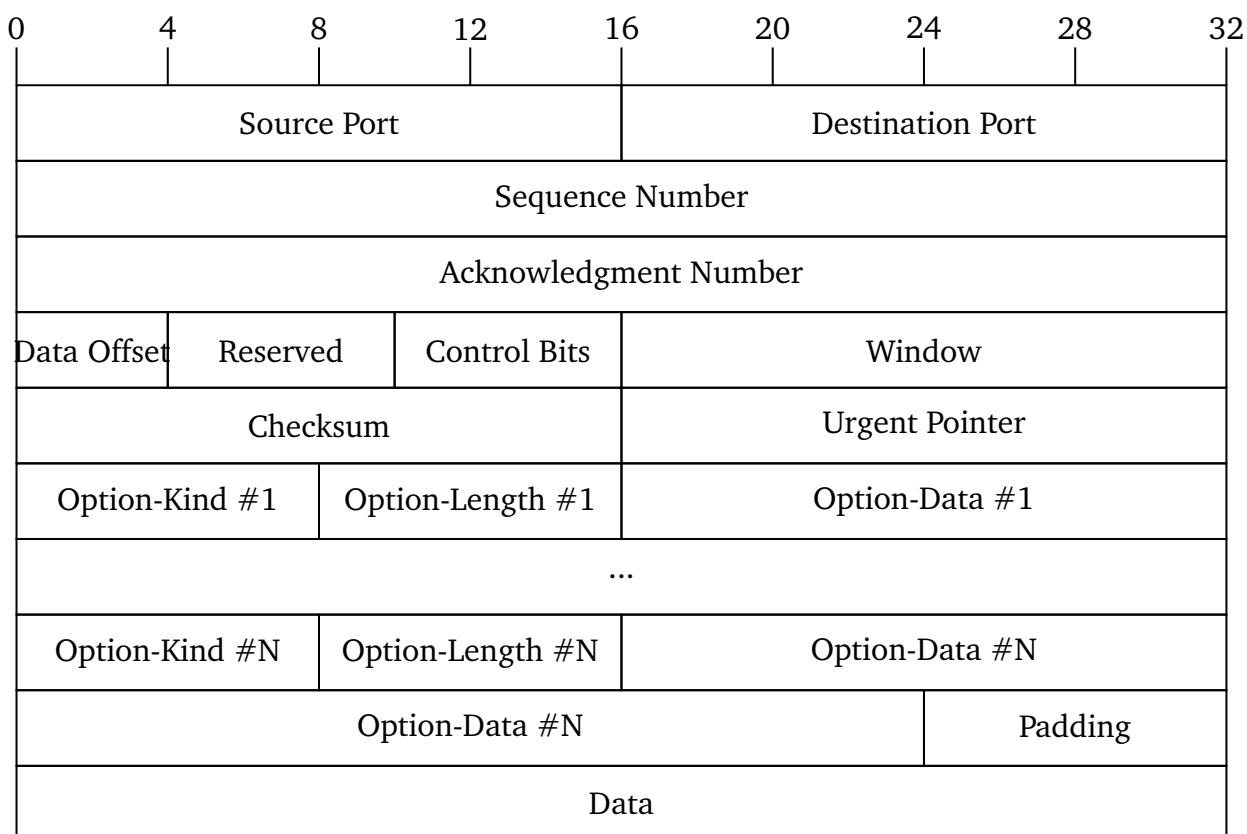 0 4 8 12 16 20 24 28 32
Source Port Destination Port
Sequence Number
Acknowledgment Number
Data Offset Reserved Control Bits Window
Checksum Urgent Pointer
Option-Kind #1 Option-Length #1 Option-Data #1
...
Option-Kind #N Option-Length #N Option-Data #N
Option-Data #N Padding
Data